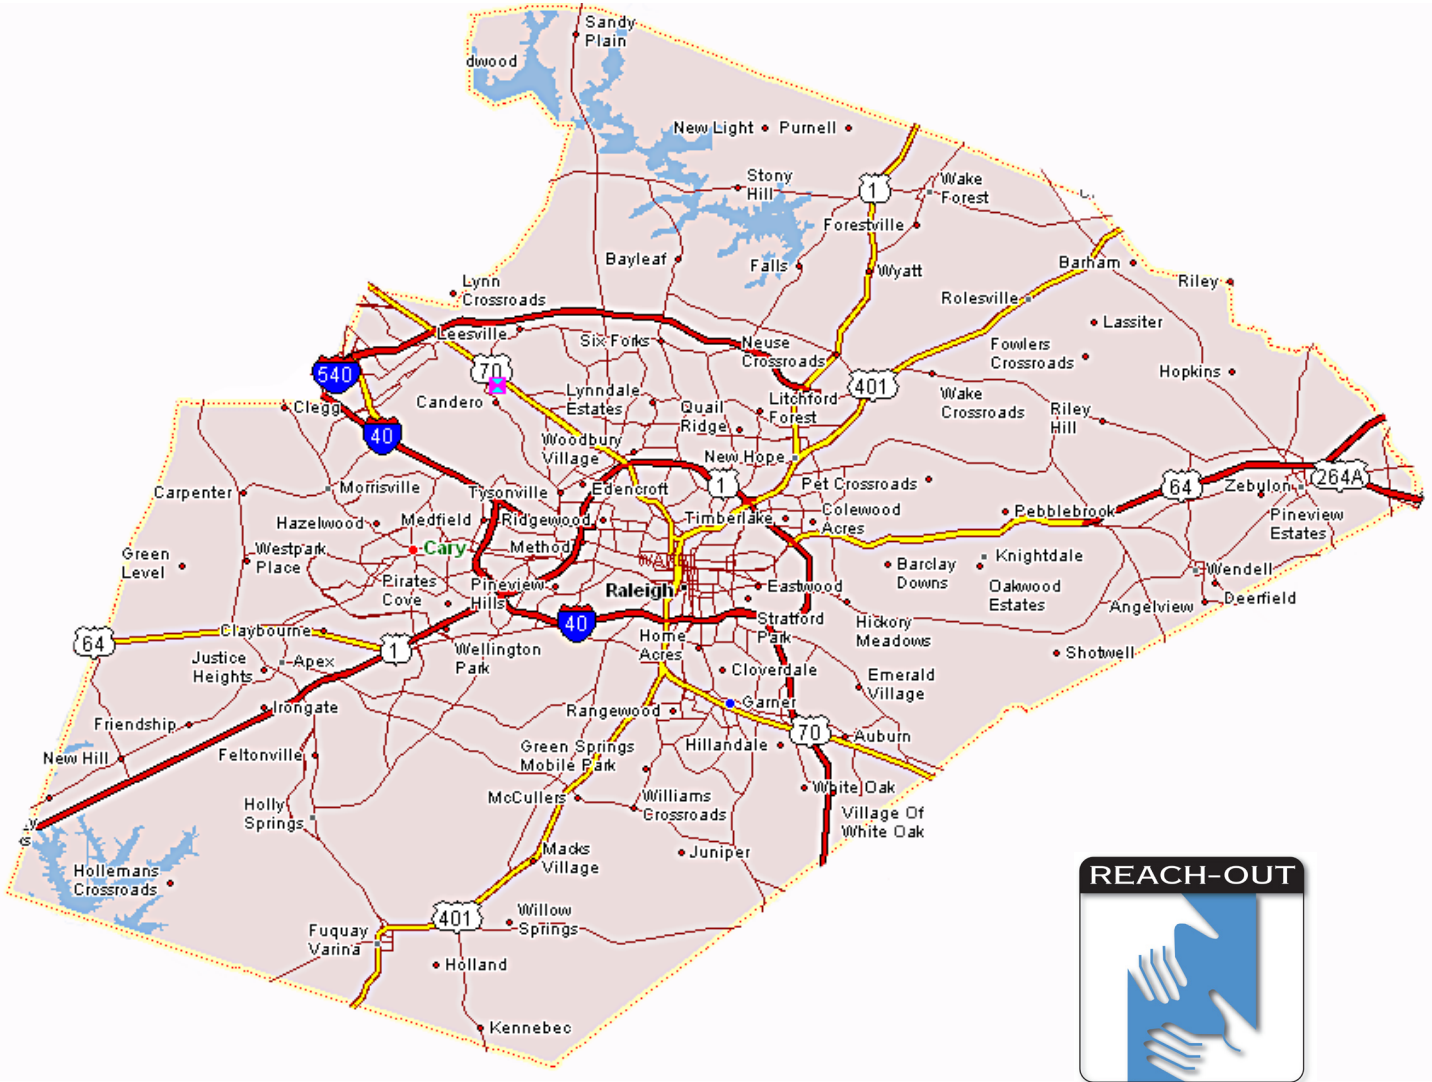 Sandy
Plain
dwood
New Light
Purnell
Stony
Hill
1
Wake
Forest
Forestville
Bayleaf
Falls
Wyatt
Barham
Riley
Lynn
Crossroads
Rolesville
Lassiter
Leesville
Six Forks
Neuse
Crossroads
Fowlers
Crossroads
540
70
401
Hopkins
Candero
Lynndale
Estates
Quail
Ridge
Litchford
Forest
Wake
Crossroads
Riley
Hill
Clegg
40
Woodbury
Village
New Hope
Carpenter
Morrisville
Tysonville
Edencroft
1
Pet Crossroads
64
Zebulon
264A
Hazelwood
Medfield
Ridgewood
Timberlake
Colewood
Acres
Pebblebrook
Pineview
Estates
Green
Level
Westpark
Place
Cary
Method
WAKE
Barclay
Downs
Knightdale
Wendell
Pirates
Cove
Pineview
Hills
Raleigh
Eastwood
Oakwood
Estates
Angelview
Deerfield
64
Claybourne
1
40
Home
Acres
Stratford
Park
Hickory
Meadows
Justice
Heights
Apex
Wellington
Park
Cloverdale
Emerald
Village
Shotwell
Friendship
Irongate
Rangewood
Garner
70
Auburn
New Hill
Feltonville
Green Springs
Mobile Park
Hillandale
Holly
Springs
McCullers
Williams
Crossroads
White Oak
Village Of
White Oak
Hollemans
Crossroads
Macks
Village
Juniper
401
Willow
Springs
Fuquay
Varina
Holland
Kennebec
REACH-OUT